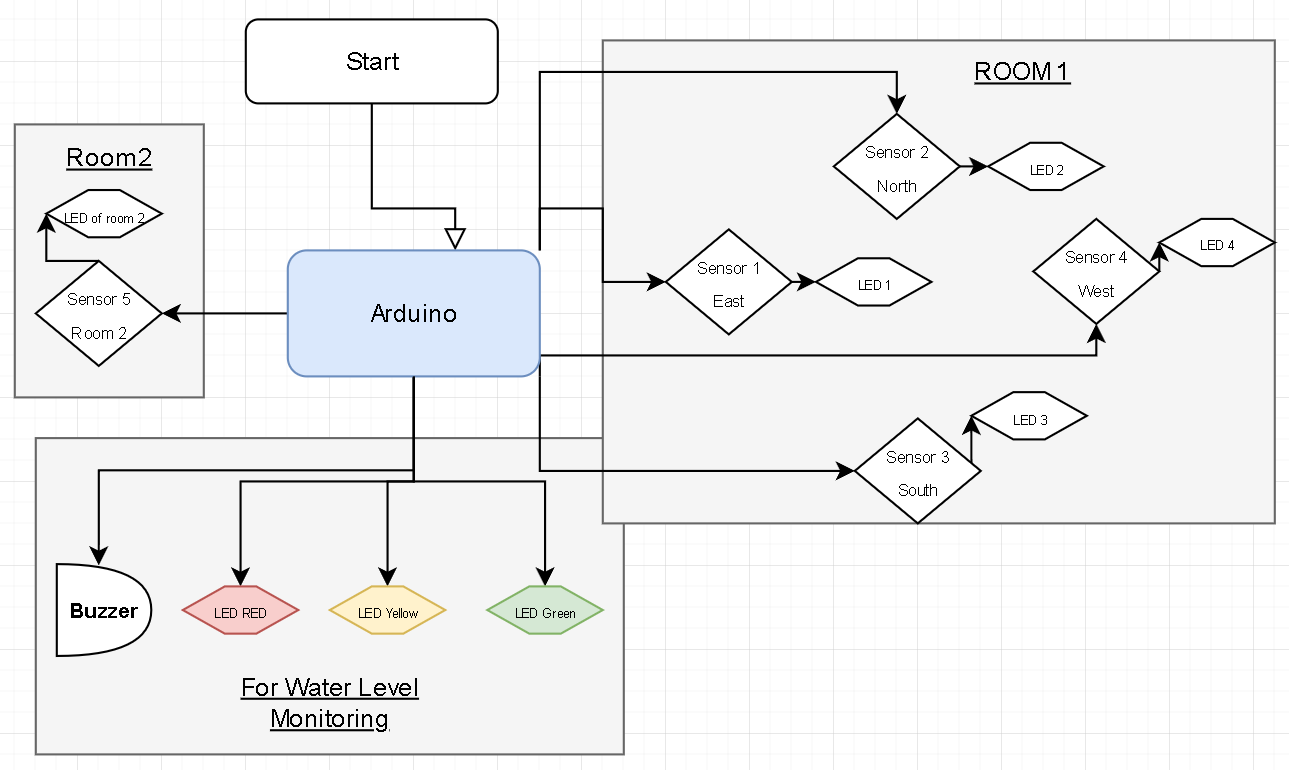 Start
ROOM 1
Room2
LED of room 2
Sensor 5
Room 2
Arduino
Sensor 2
North
LED 2
Sensor 1
East
LED 1
Sensor 4
West
LED 4
Sensor 3
South
LED 3
Buzzer
LED RED
LED Yellow
LED Green
For Water Level
Monitoring